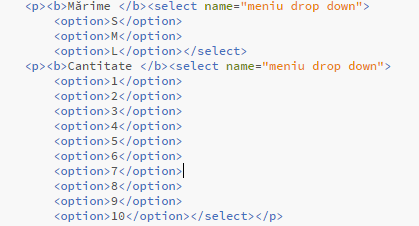 <p><b>Mărime </b><select name="meniu drop down">
<option>S</option>
<option>M</option>
<option>L</option></select>
<p><b>Cantitate </b><select name="meniu drop down">
<option>1</option>
<option>2</option>
<option>3</option>
<option>4</option>
<option>5</option>
<option>6</option>
<option>7</option>
<option>8</option>
<option>9</option>
<option>10</option></select></p>